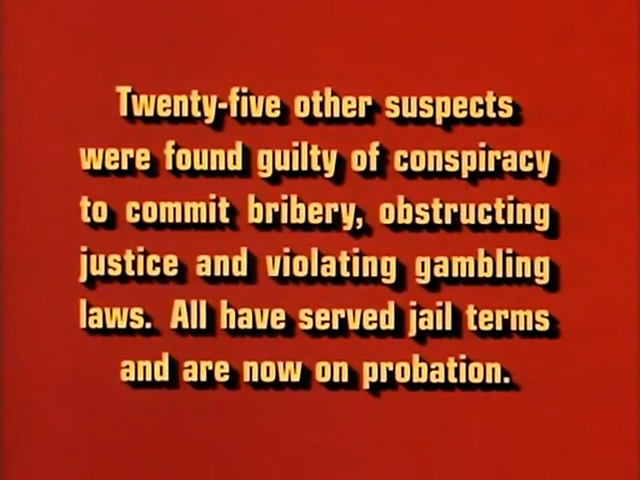 Twenty-five other suspects
were found guilty of conspiracy
to commit bribery, obstructing
justice and violating gambling
laws. All have served jail terms
and are now on probation.